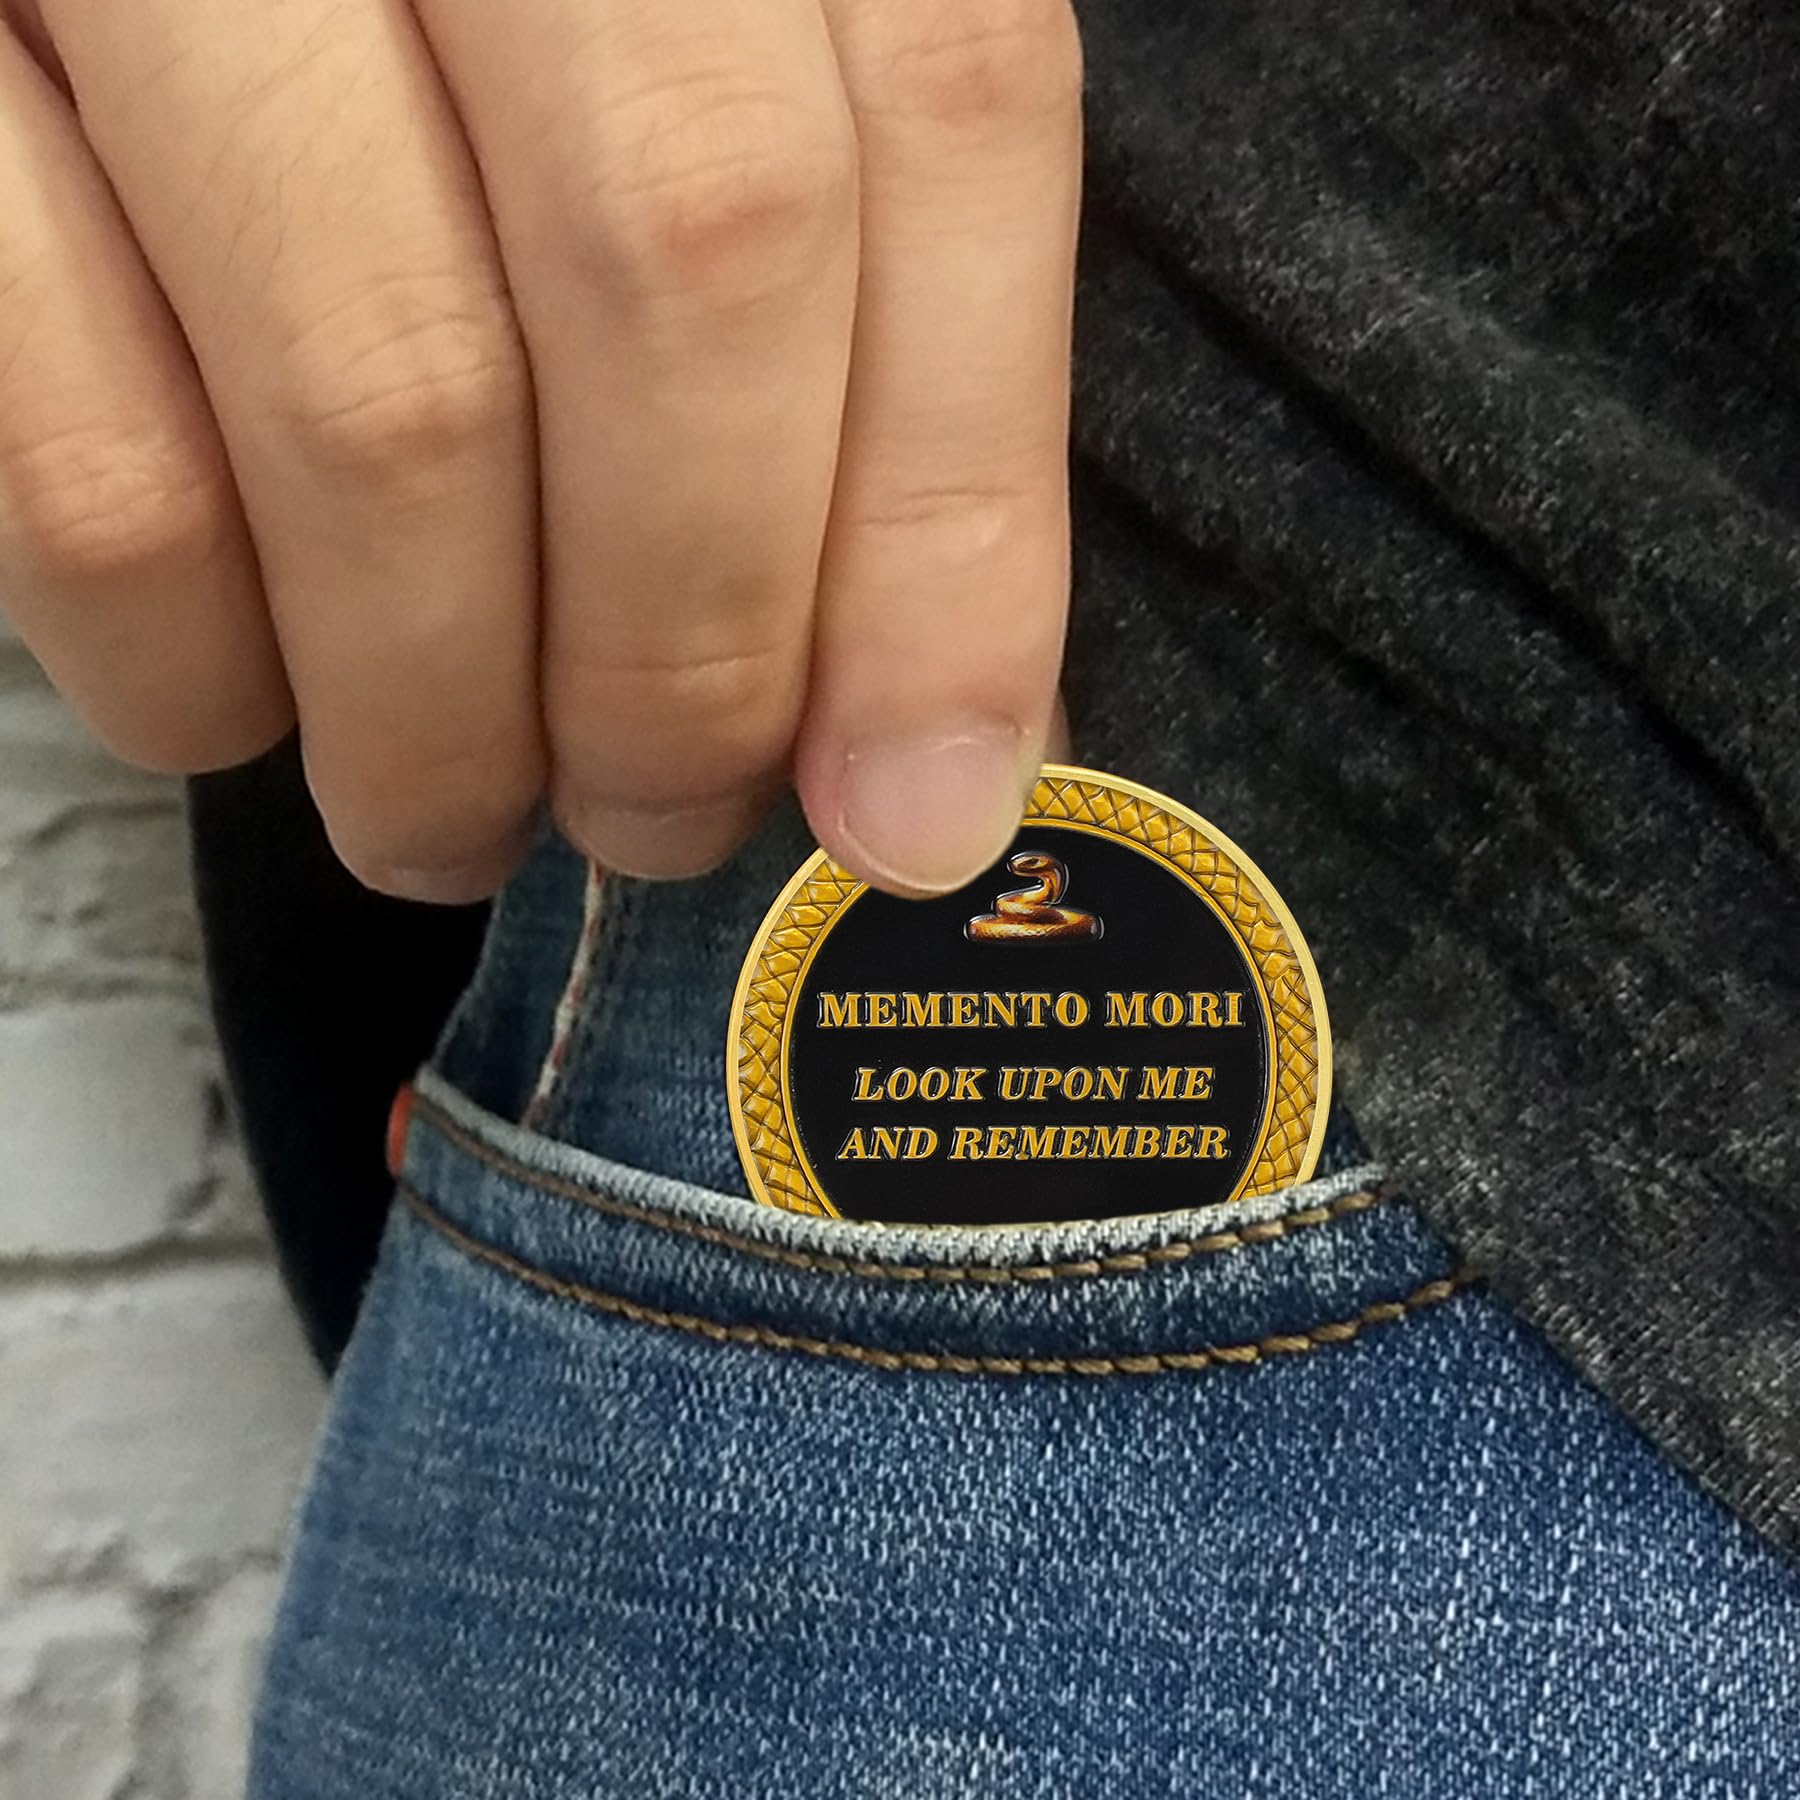 MEMENTO MORI
LOOK UPON ME
AND REMEMBER